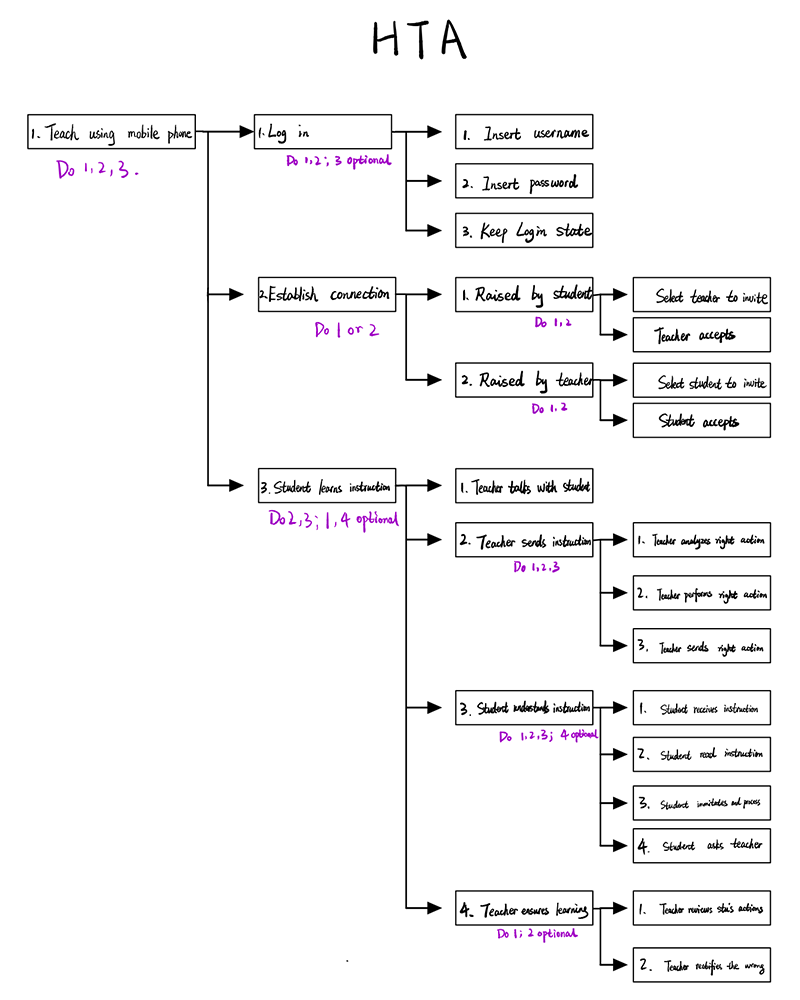 HTA
1. Teach using mobile phone
Do 1, 2, 3.
1. Log in
Do 1, 2; 3 optional
1. Insert username
2. Insert password
3. Keep Login state
2. Establish connection
Do 1 or 2
1. Raised by student
Do 1, 2
Select teacher to invite
Teacher accepts
2. Raised by teacher
Do 1, 2
Select student to invite
Student accepts
3. Student learns instruction
Do 2, 3; 1, 4 optional
1. Teacher talks with student
2. Teacher sends instruction
Do 1, 2, 3
1. Teacher analyzes right action
2. Teacher performs right action
3. Teacher sends right action
3. Student understands instruction
Do 1, 2, 3; 4 optional
1. Student receives instruction
2. Student read instruction
3. Student and process
4. Student asks teacher
4. Teacher ensures learning
Do 1; 2 optional
1. Teacher reviews stu's actions
2. Teacher rectifies the wrong